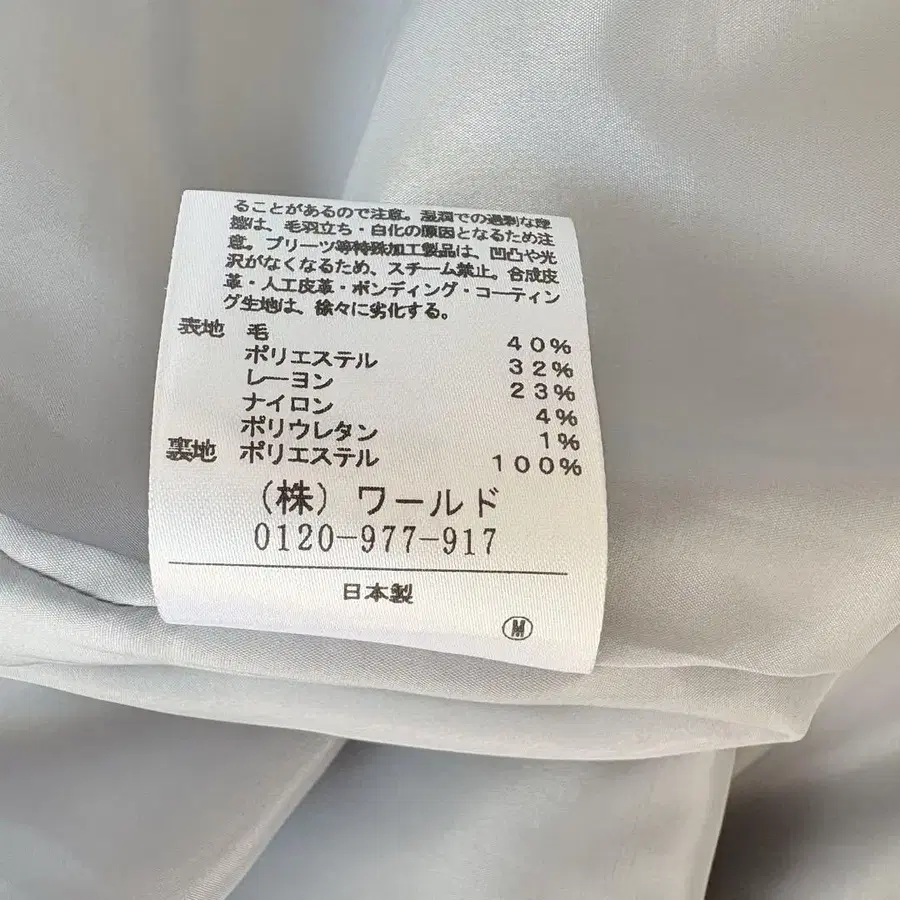 ることがあるので注意。湿潤での過剰な摩
擦は、毛羽立ち・白化の原因となるため注
意。プリーツ等特殊加工製品は、凹凸や光
沢がなくなるため、スチーム禁止。合成皮
革・人工皮革・ボンディング・コーティン
グ生地は、徐々に劣化する。
表地 毛 40%
ポリエステル 32%
レーヨン 23%
ナイロン 4%
ポリウレタン 1%
裏地 ポリエステル 100%
(株)ワールド
0120-977-917
日本製
M